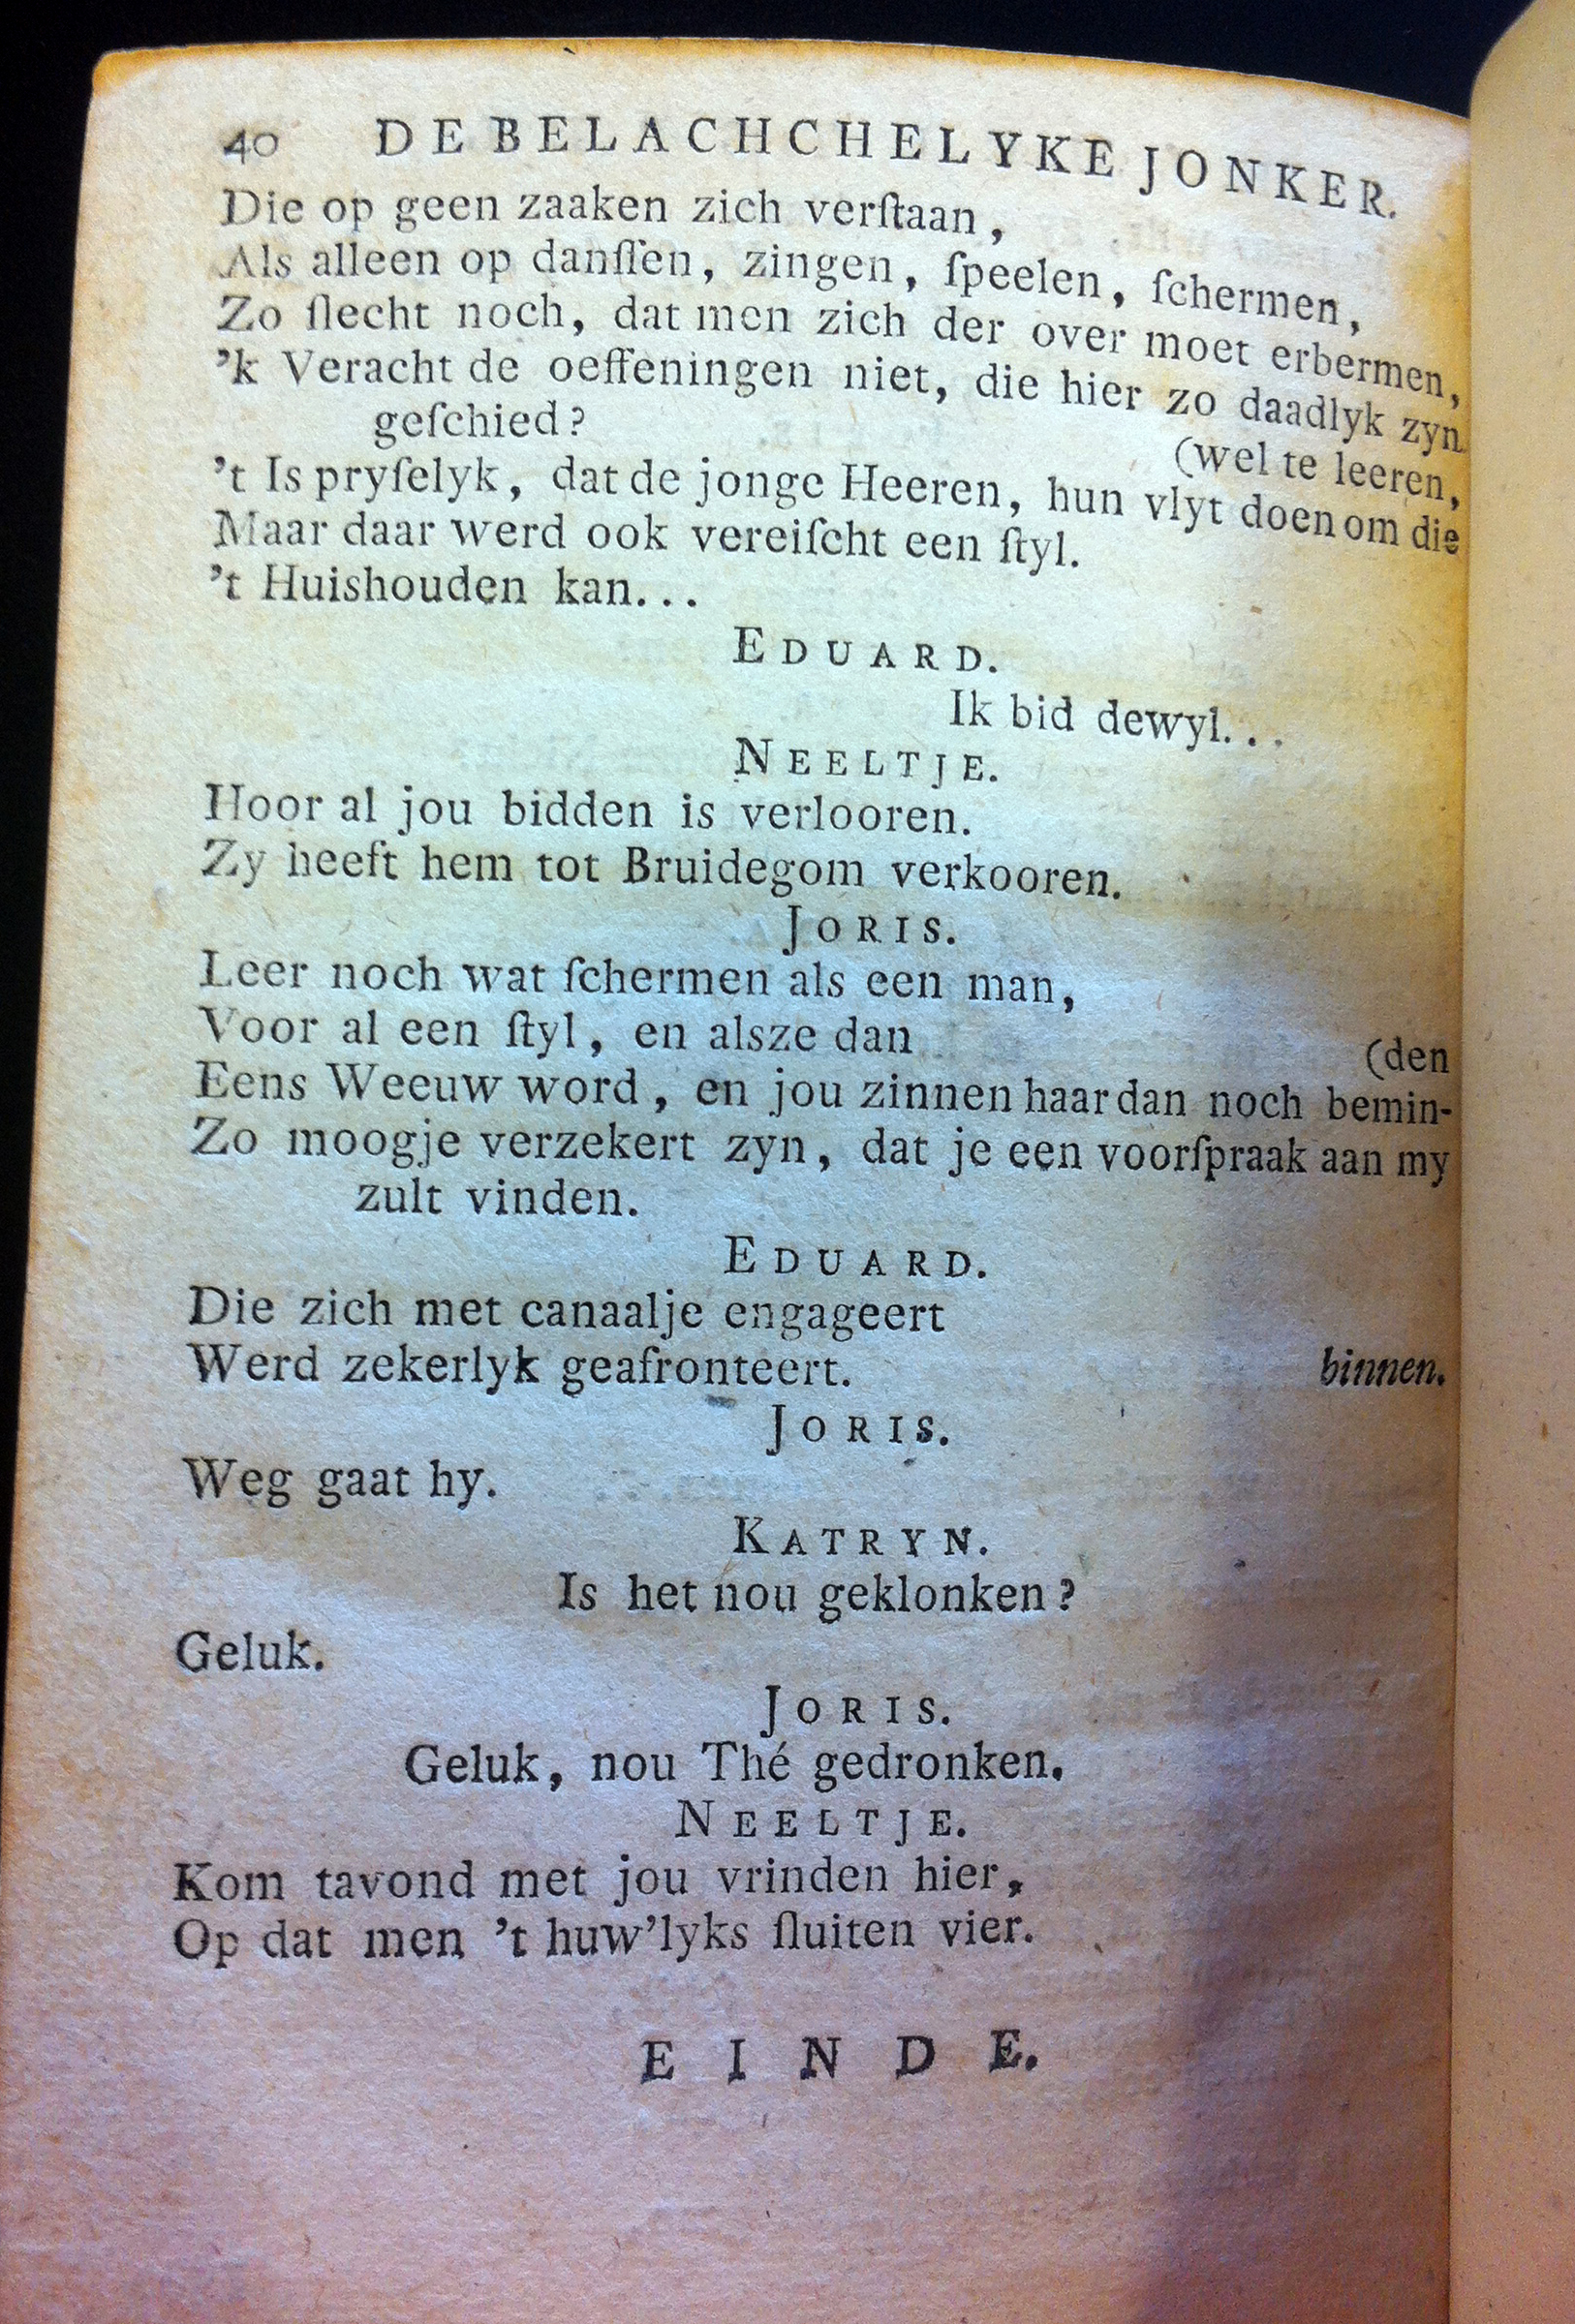 40 DE BELACHCHELYKE JONKER.
Die op geen zaaken zich verſtaan,
Als alleen op danſſen, zingen, ſpeelen, ſchermen,
Zo ſlecht noch, dat men zich der over moet erbermen,
’k Veracht de oeffeningen niet, die hier zo daadlyk zyn
geſchied?
(wel te leeren,
’t Is pryſelyk, dat de jonge Heeren, hun vlyt doen om die
Maar daar werd ook vereiſcht een ſtyl.
’t Huishouden kan...
EDUARD.
Ik bid dewyl...
NEELTJE.
Hoor al jou bidden is verlooren.
Zy heeft hem tot Bruidegom verkooren.
JORIS.
Leer noch wat ſchermen als een man,
Voor al een ſtyl, en alsze dan
(den
Eens Weeuw word, en jou zinnen haar dan noch bemin-
Zo moogje verzekert zyn, dat je een voorſpraak aan my
zult vinden.
EDUARD.
Die zich met canaalje engageert
Werd zekerlyk geafronteert. binnen.
JORIS.
Weg gaat hy.
KATRYN.
Is het nou geklonken?
Geluk.
JORIS.
Geluk, nou Thé gedronken.
NEELTJE.
Kom tavond met jou vrinden hier,
Op dat men ’t huw’lyks ſluiten vier.
EINDE.